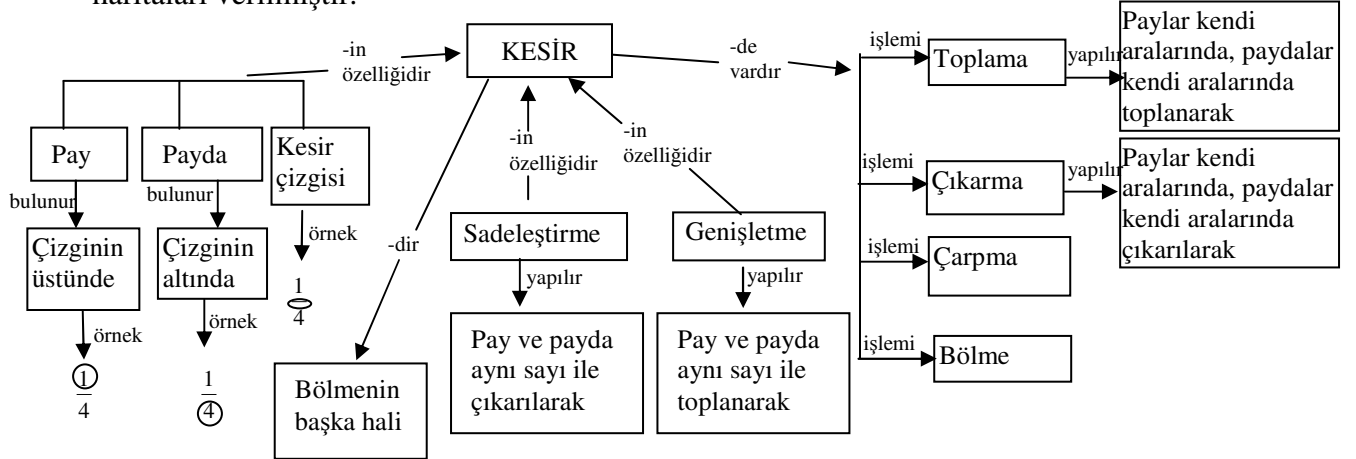 haritaları verilmiştir.
-in
özelliğidir
KESİR
-de
vardır
Pay
Payda
Kesir
çizgisi
bulunur
bulunur
örnek
Çizginin
üstünde
Çizginin
altında
1
4
örnek
örnek
1
4
1
4
-dir
Bölmenin
başka hali
-in
özelliğidir
-in
özelliğidir
Sadeleştirme
Genişletme
yapılır
yapılır
Pay ve payda
aynı sayı ile
çıkarılarak
Pay ve payda
aynı sayı ile
toplanarak
işlemi
Toplama
yapılır
Paylar kendi
aralarında, paydalar
kendi aralarında
toplanarak
işlemi
Çıkarma
yapılır
Paylar kendi
aralarında, paydalar
kendi aralarında
çıkarılarak
işlemi
Çarpma
işlemi
Bölme